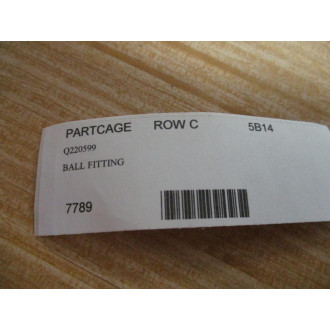 PARTCAGE ROW C 5B14
Q220599
BALL FITTING
7789